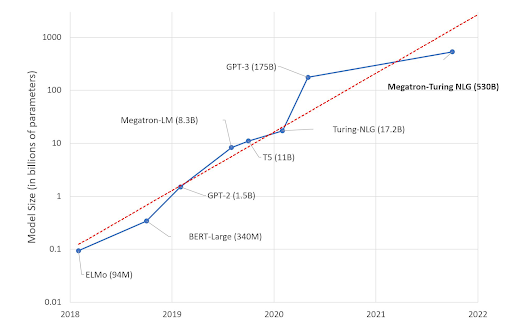 Model Size (in billions of parameters)
1000
100
10
1
0.1
0.01
GPT-3 (175B)
Megatron-Turing NLG (530B)
Megatron-LM (8.3B)
Turing-NLG (17.2B)
T5 (11B)
GPT-2 (1.5B)
BERT-Large (340M)
ELMo (94M)
2018 2019 2020 2021 2022